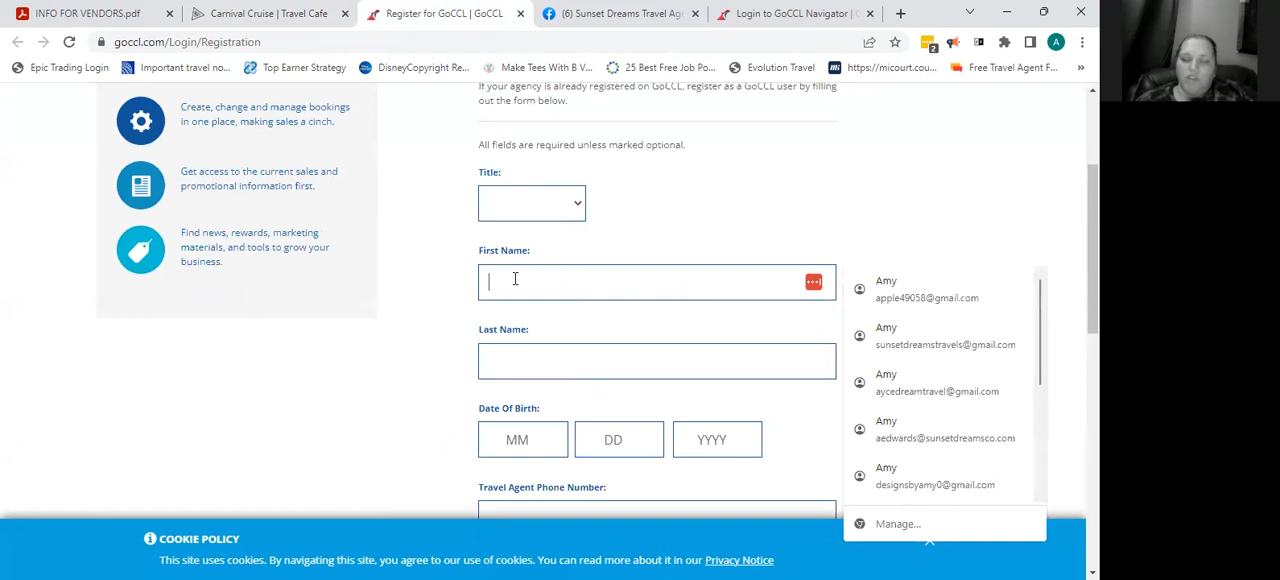 INFO FOR VENDORS.pdf
Carnival Cruise | Travel Cafe
Register for GoCCL | GoCCL
(6) Sunset Dreams Travel Age
Login to GoCCL Navigator | G
goccl.com/Login/Registration
2
A
Epic Trading Login
Important travel no...
Top Earner Strategy
DisneyCopyright Re...
Make Tees With B V...
25 Best Free Job Po...
Evolution Travel
https://micourt.cou...
Free Travel Agent F...
»
Create, change and manage bookings
in one place, making sales a cinch.
Get access to the current sales and
promotional information first.
Find news, rewards, marketing
materials, and tools to grow your
business.
If your agency is already registered on GoCCL, register as a GoCCL user by filling
out the form below.
All fields are required unless marked optional.
Title:
First Name:
Last Name:
Date Of Birth:
MM
DD
YYYY
Travel Agent Phone Number:
Amy
apple49058@gmail.com
Amy
sunsetdreamstravels@gmail.com
Amy
aycedreamtravel@gmail.com
Amy
aedwards@sunsetdreamsco.com
Amy
designsbyamy0@gmail.com
Manage...
COOKIE POLICY
This site uses cookies. By navigating this site, you agree to our use of cookies. You can read more about it in our Privacy Notice